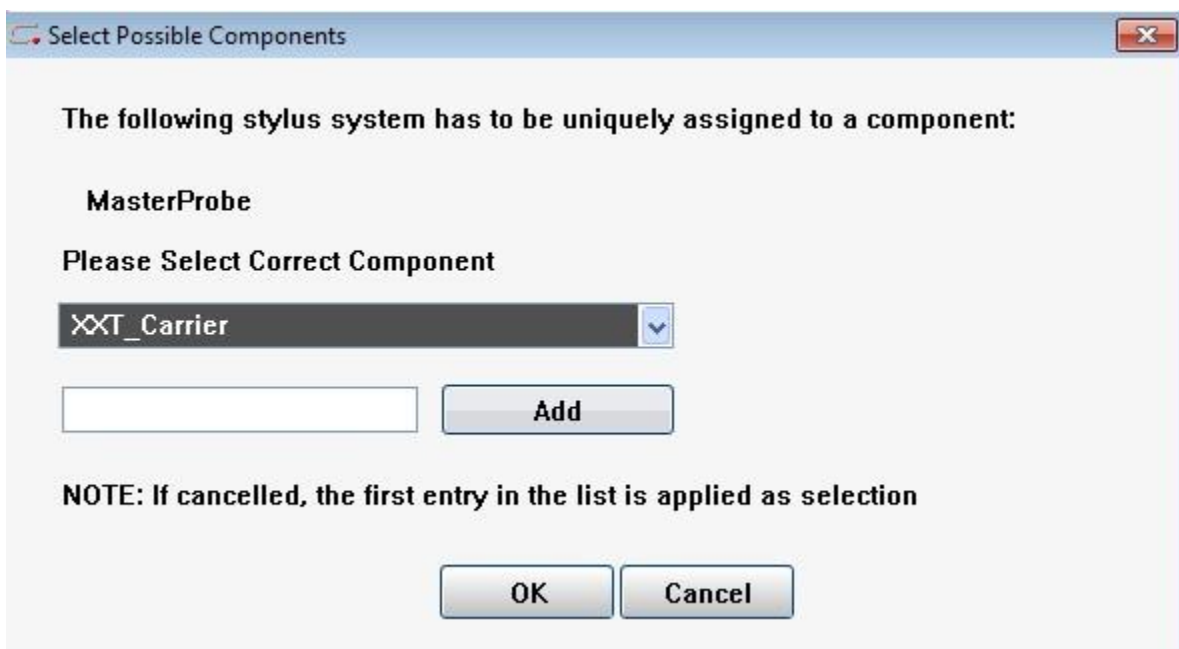 Select Possible Components
The following stylus system has to be uniquely assigned to a component:
MasterProbe
Please Select Correct Component
XXT_Carrier
Add
NOTE: If cancelled, the first entry in the list is applied as selection
OK Cancel